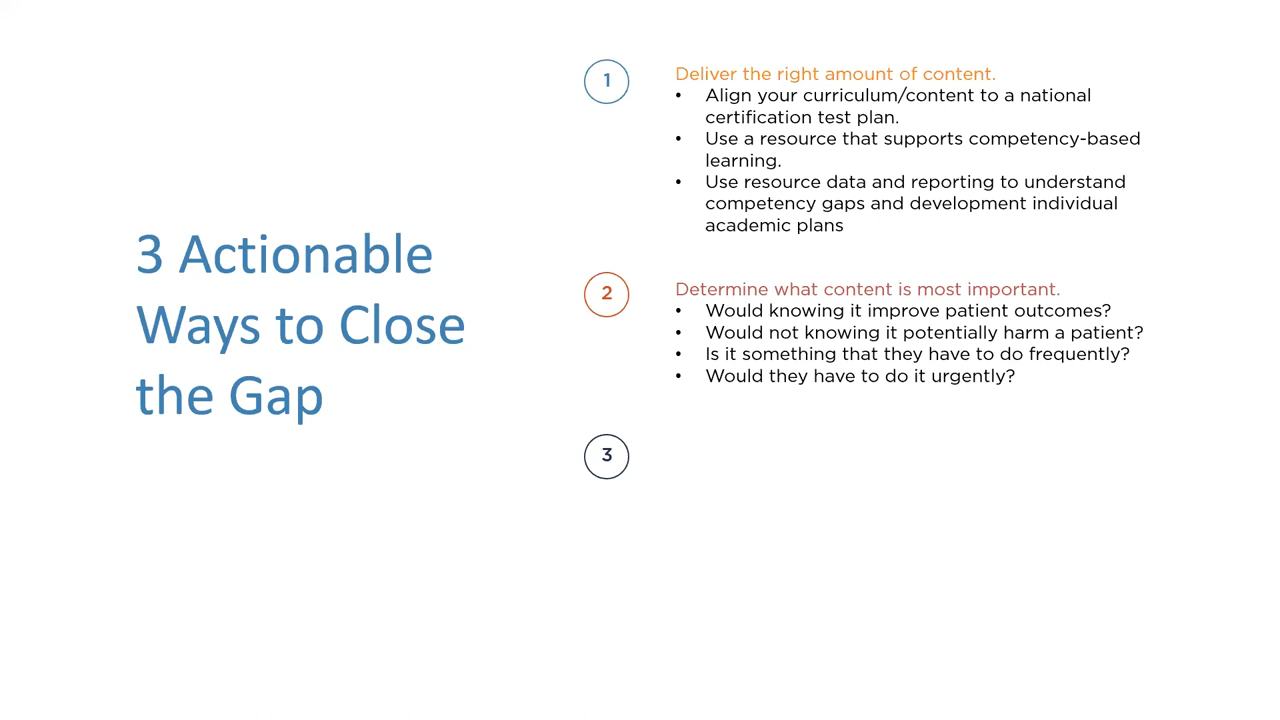 3 Actionable
Ways to Close
the Gap
1
Deliver the right amount of content.
• Align your curriculum/content to a national
certification test plan.
• Use a resource that supports competency-based
learning.
• Use resource data and reporting to understand
competency gaps and development individual
academic plans
2
Determine what content is most important.
• Would knowing it improve patient outcomes?
• Would not knowing it potentially harm a patient?
• Is it something that they have to do frequently?
• Would they have to do it urgently?
3